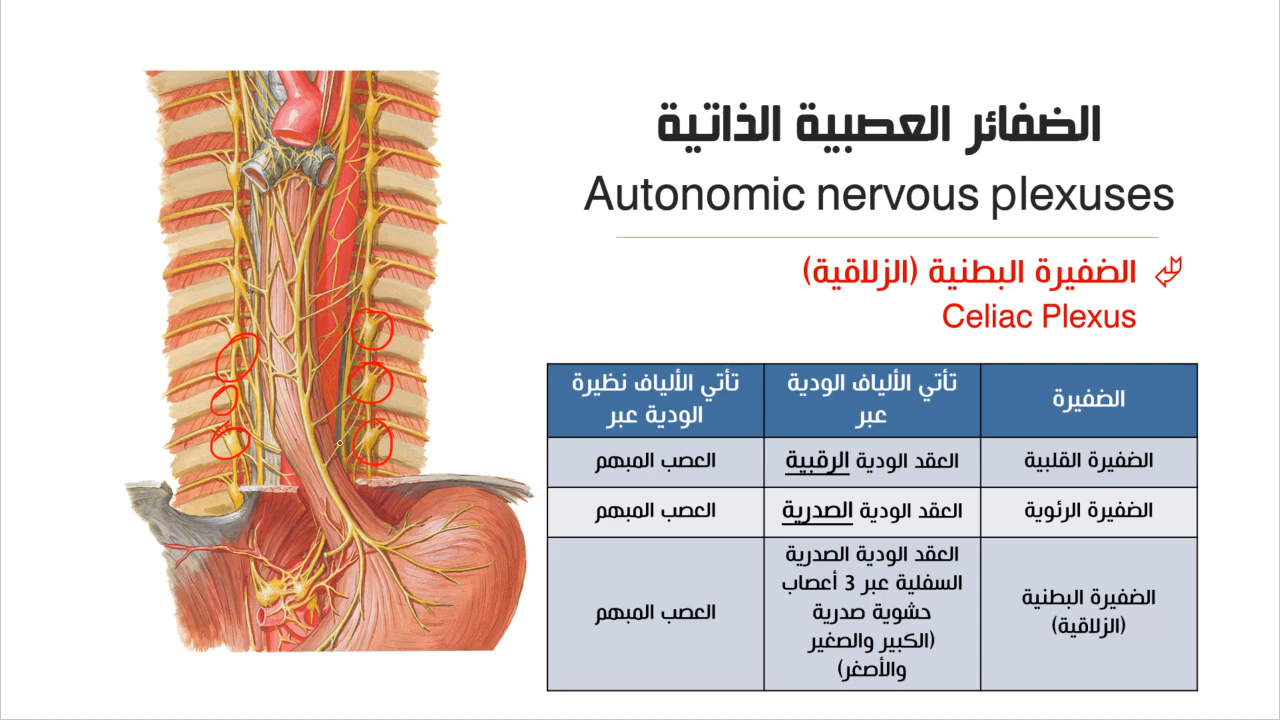 الضفائر العصبية الذاتية
Autonomic nervous plexuses
الضفيرة البطنية (الزلاقية)
Celiac Plexus
الضفيرة
تأتي الألياف الودية
عبر
تأتي الألياف نظيرة
الودية عبر
الضفيرة القلبية
العقد الودية الرقبية
العصب المبهم
الضفيرة الرئوية
العقد الودية الصدرية
العصب المبهم
الضفيرة البطنية
(الزلاقية)
العقد الودية الصدرية
السفلية عبر 3 أعصاب
حشوية صدرية
(الكبير والصغير
والأصغر)
العصب المبهم